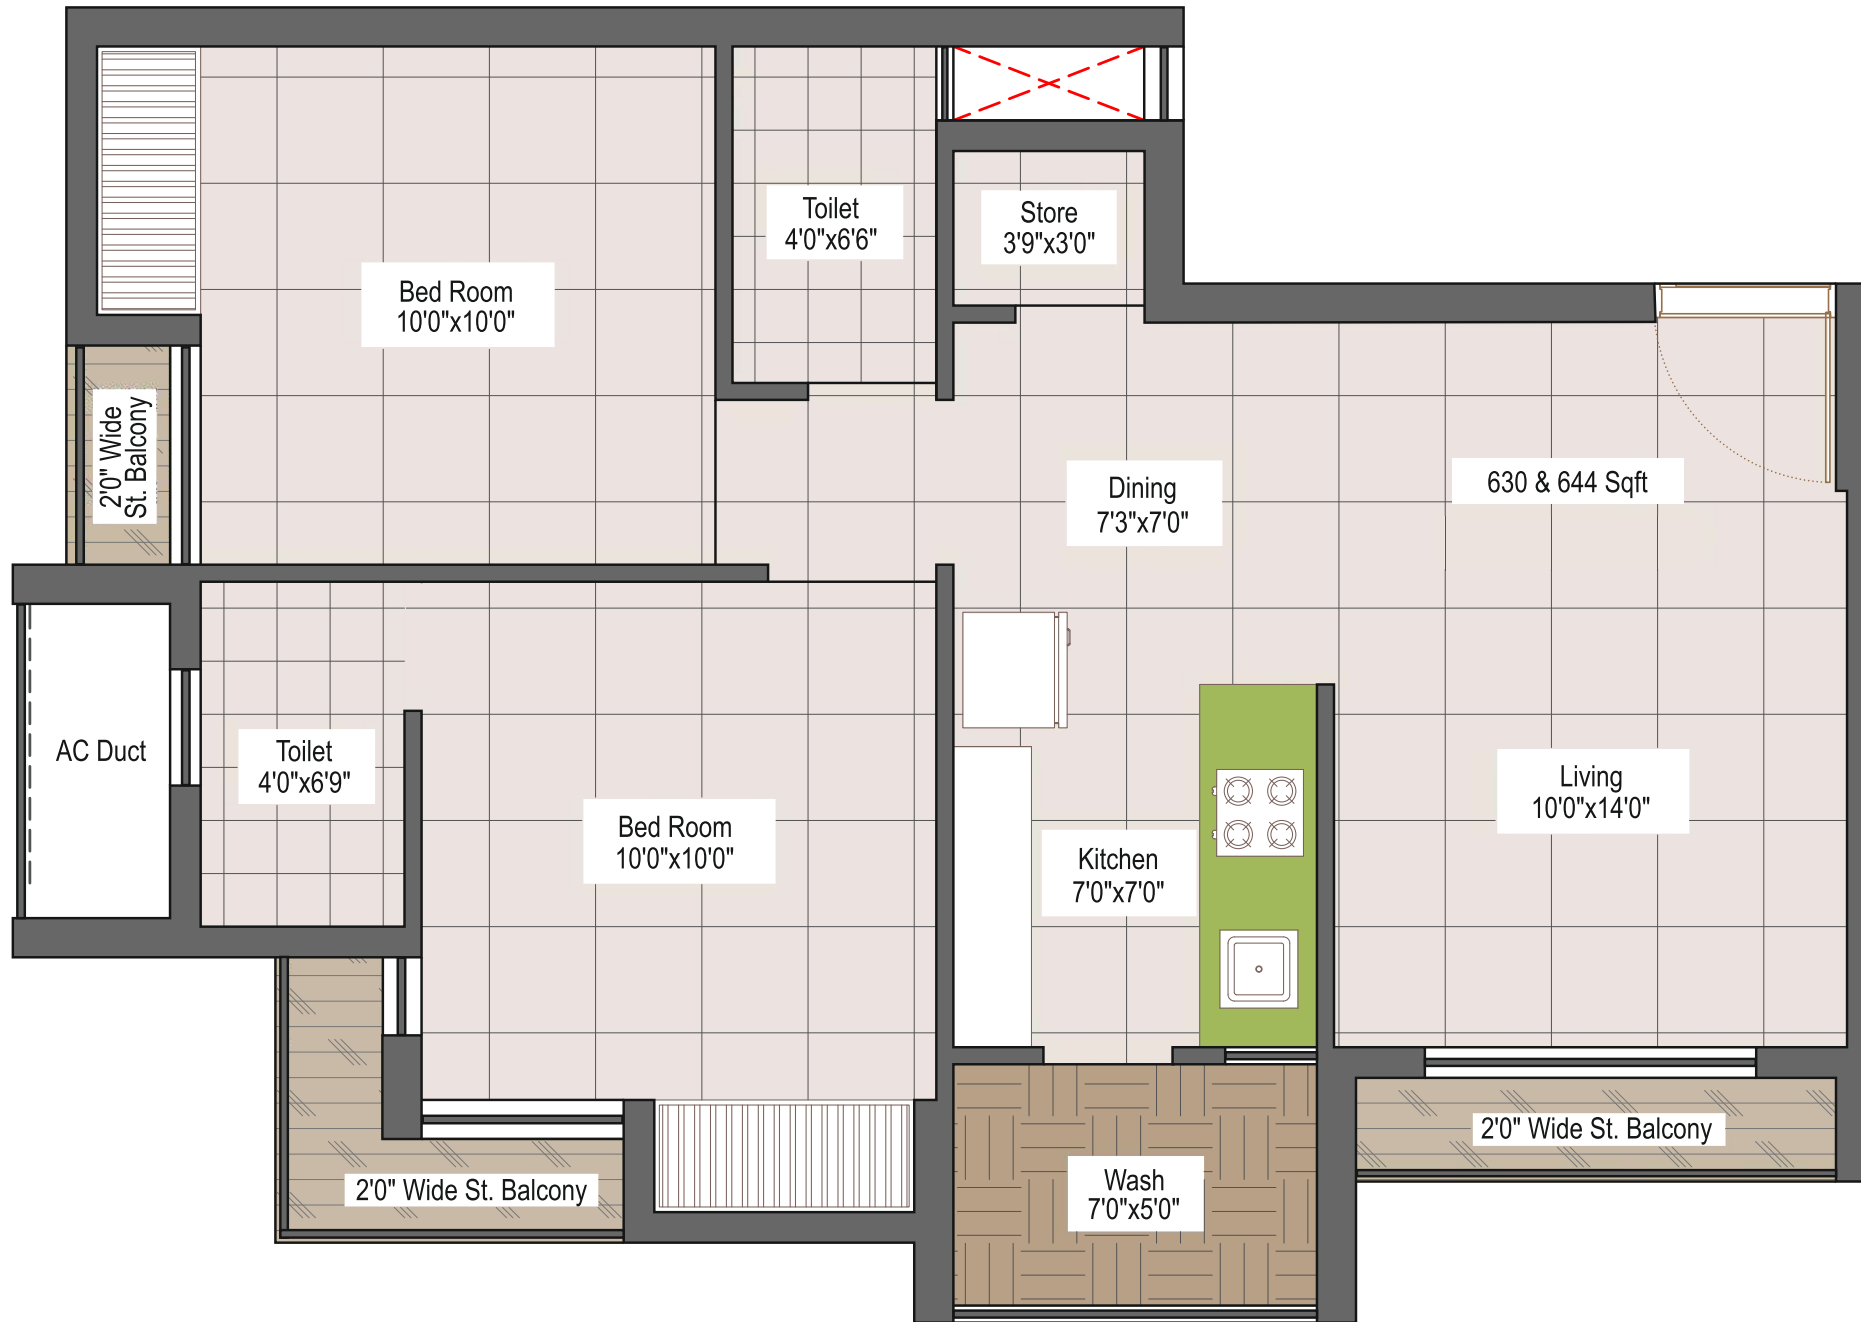 Toilet
4'0"x6'6"
Store
3'9"x3'0"
Bed Room
10'0"x10'0"
2'0" Wide
St. Balcony
Dining
7'3"x7'0"
630 & 644 Sqft
AC Duct
Toilet
4'0"x6'9"
Bed Room
10'0"x10'0"
Kitchen
7'0"x7'0"
Living
10'0"x14'0"
2'0" Wide St. Balcony
Wash
7'0"x5'0"
2'0" Wide St. Balcony